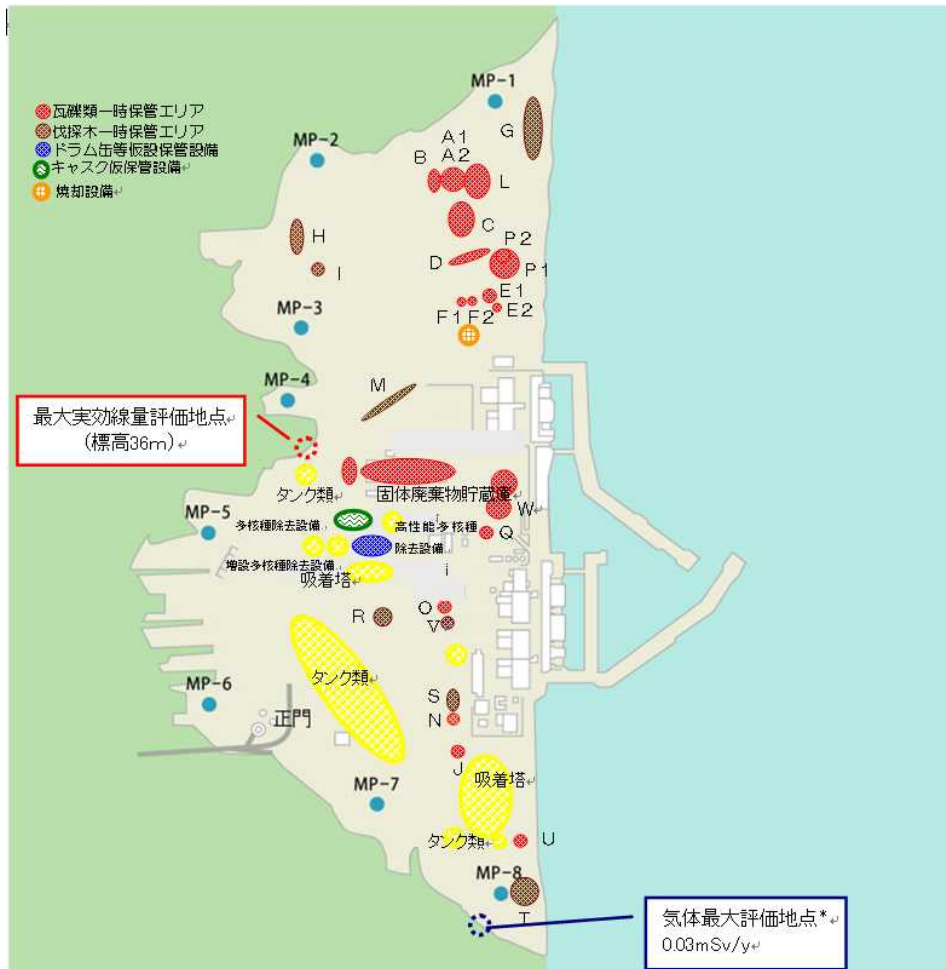 MP-1
G
瓦礫類一時保管エリア
伐採木一時保管エリア
ドラム缶等仮設保管設備
キャスク仮保管設備
焼却設備
MP-2
A1
A2
B
L
C
H
I
P2
D
P1
E1
E2
F1 F2
MP-3
MP-4
M
最大実効線量評価地点
(標高36m)
タンク類
固体廃棄物貯蔵庫
W
MP-5
多核種除去設備
高性能多核種
除去設備
Q
増設多核種除去設備
i
吸着塔
O
R
V
タンク類
MP-6
S
正門
N
J
吸着塔
MP-7
タンク類
U
MP-8
T
気体最大評価地点*
0.03mSv/y